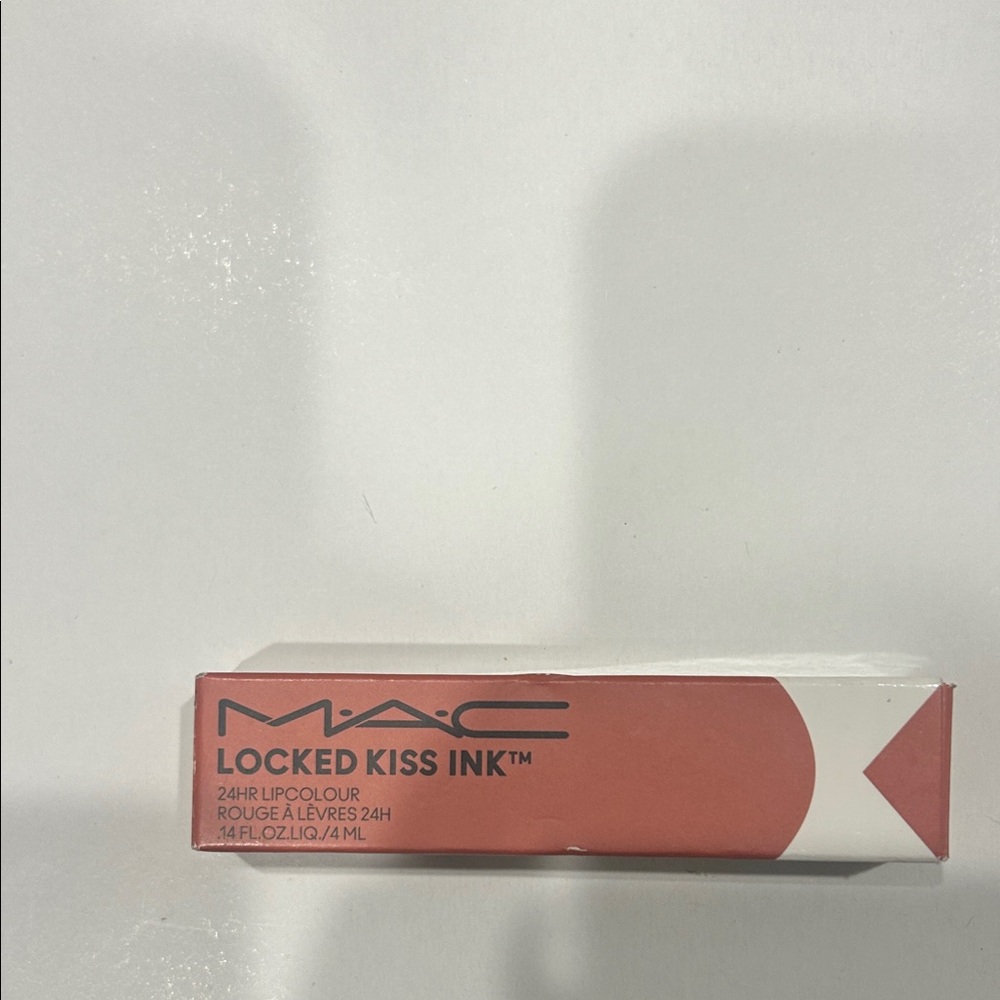 M·A·C
LOCKED KISS INK™
24HR LIPCOLOUR
ROUGE À LÈVRES 24H
.14 FL.OZ.LIQ./4 ML